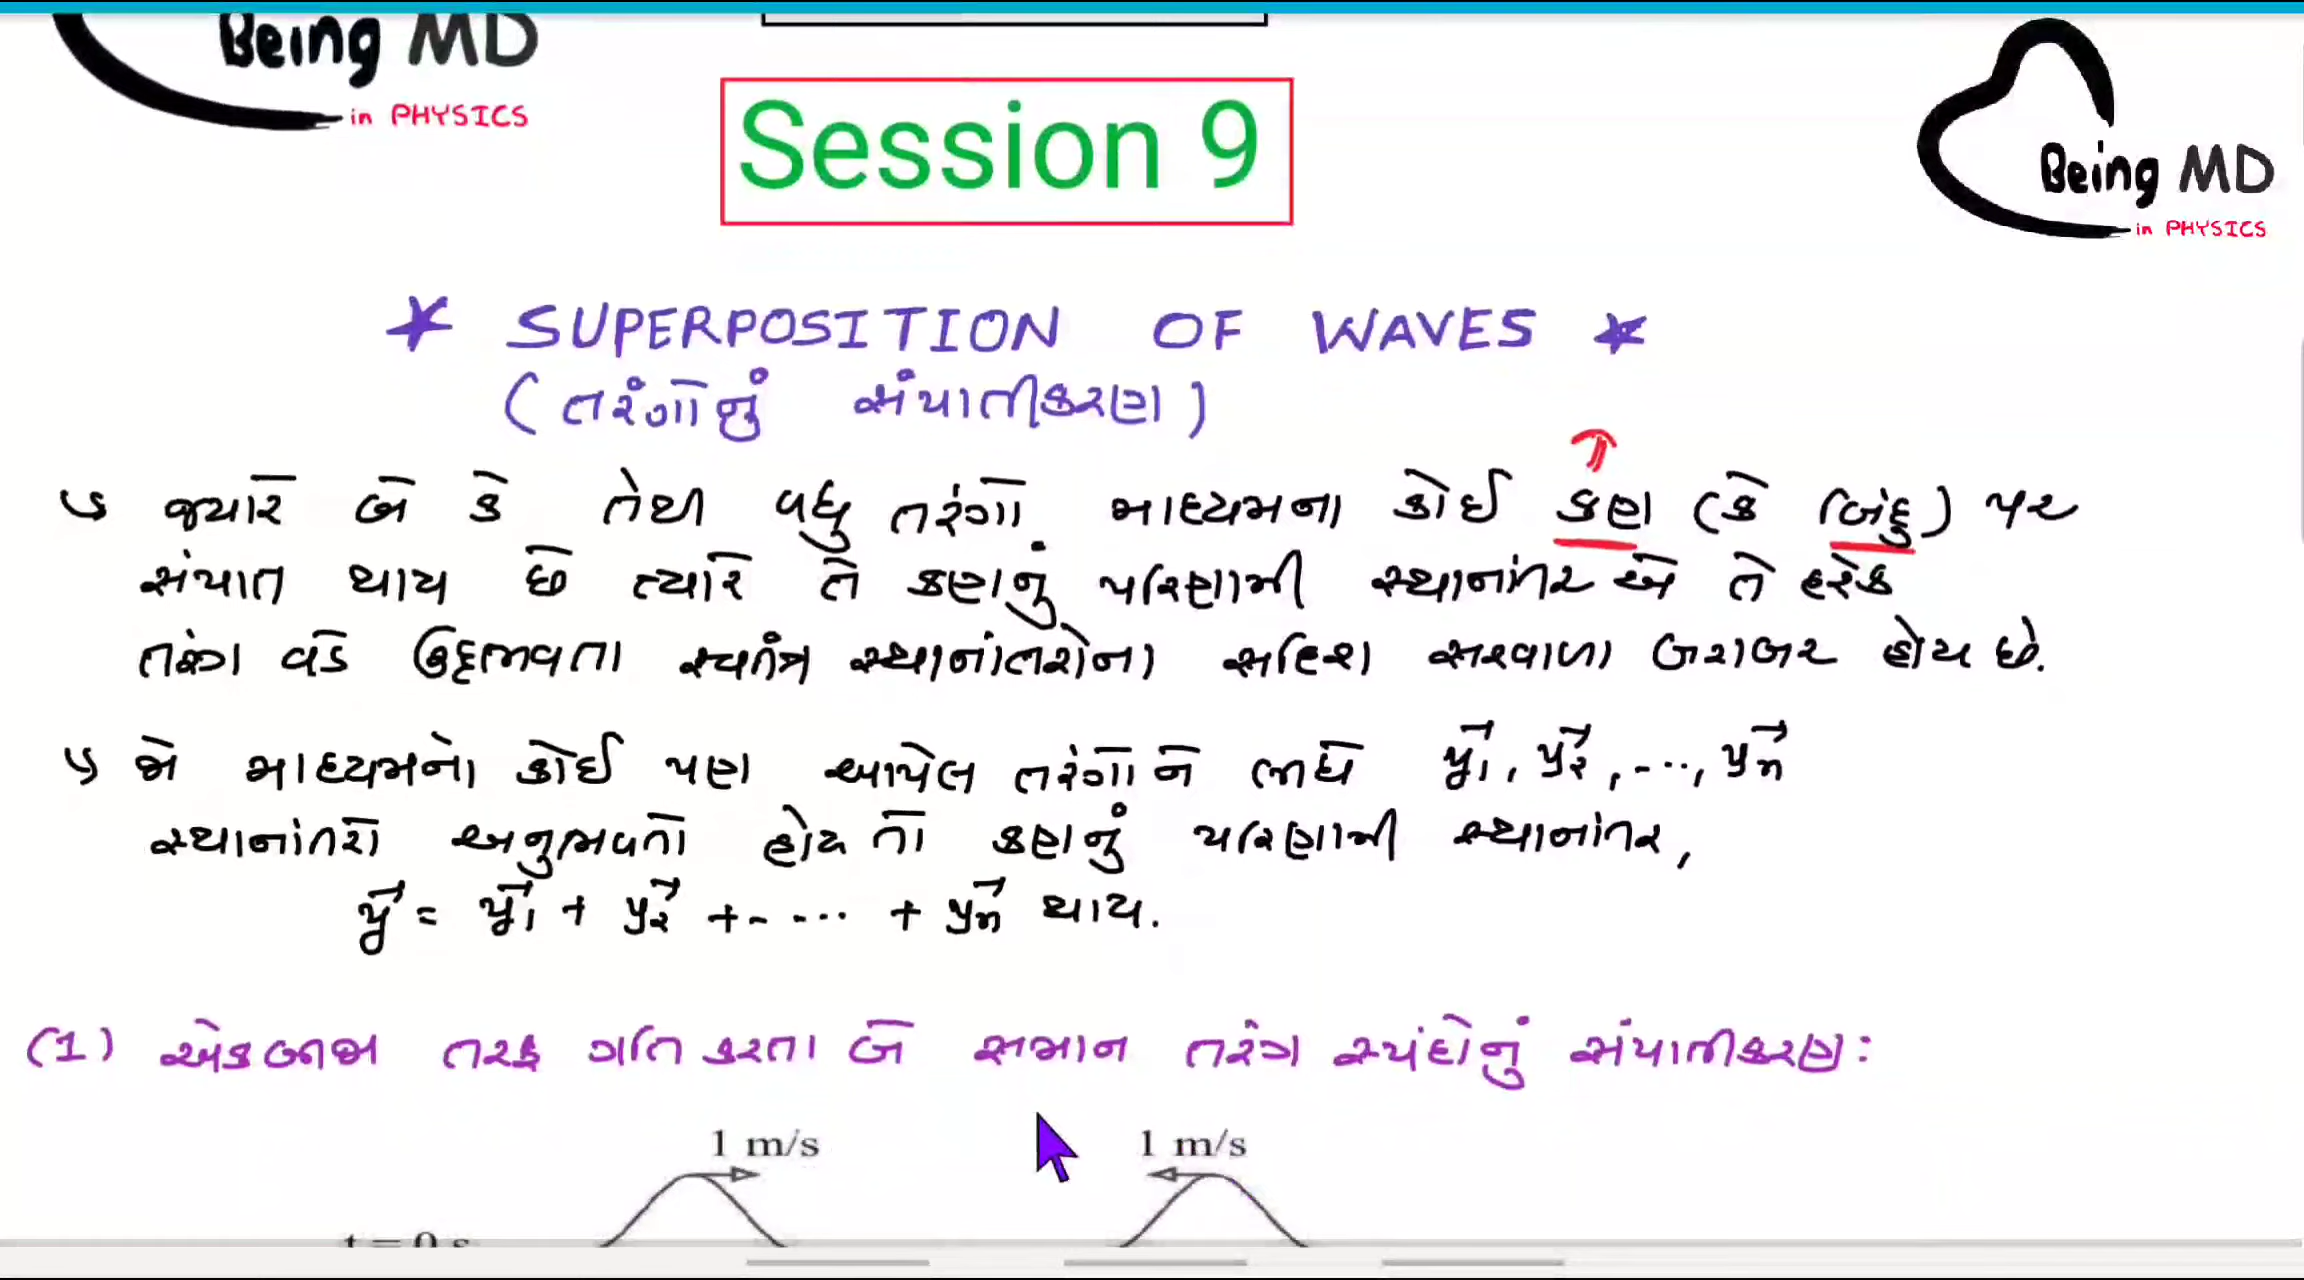 Being MD
in PHYSICS
Session 9
Being MD
in PHYSICS
* SUPERPOSITION OF WAVES *
(તરંગોનું સંપાતીકરણ)
↳ જ્યારે બે કે તેથી વધુ તરંગો માધ્યમના કોઈ કણ (કે બિંદુ) પર
સંપાત થાય છે ત્યારે તે કણનું પરિણામી સ્થાનાંતર એ તે દરેક
તરંગ વડે ઉદ્દભવતા સ્વતંત્ર સ્થાનાંતરોના સદિશ સરવાળા બરાબર હોય છે.
↳ જો માધ્યમનો કોઈ પણ આપેલ તરંગોને લીધે y⃗₁, y⃗₂, ..., y⃗ₙ
સ્થાનાંતરો અનુભવતો હોય તો કણનું પરિણામી સ્થાનાંતર,
y⃗ = y⃗₁ + y⃗₂ + ..... + y⃗ₙ થાય.
(1) એકબીજા તરફ ગતિ કરતા બે સમાન તરંગ સ્પંદોનું સંપાતીકરણ:
1 m/s 1 m/s
t = 0 s